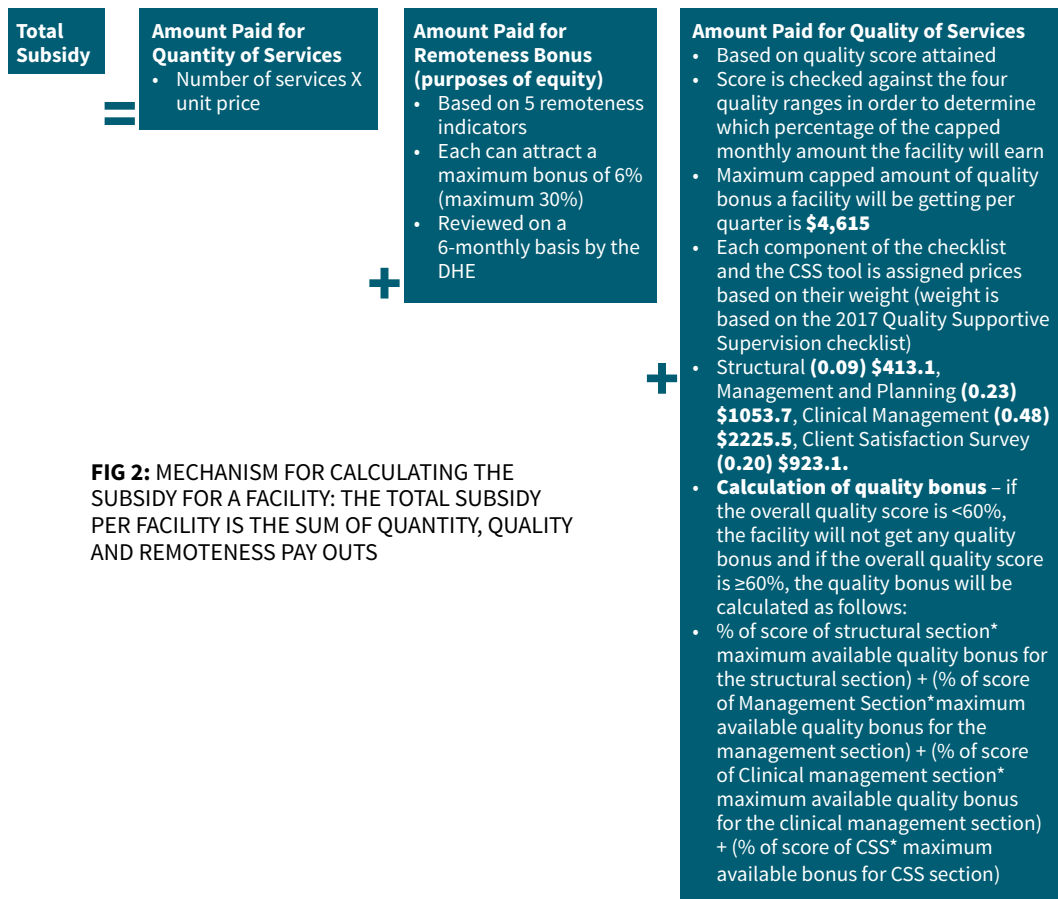 Total
Subsidy
=
Amount Paid for
Quantity of Services
• Number of services X
unit price
+
Amount Paid for
Remoteness Bonus
(purposes of equity)
• Based on 5 remoteness
indicators
• Each can attract a
maximum bonus of 6%
(maximum 30%)
• Reviewed on a
6-monthly basis by the
DHE
+
Amount Paid for Quality of Services
• Based on quality score attained
• Score is checked against the four
quality ranges in order to determine
which percentage of the capped
monthly amount the facility will earn
• Maximum capped amount of quality
bonus a facility will be getting per
quarter is $4,615
• Each component of the checklist
and the CSS tool is assigned prices
based on their weight (weight is
based on the 2017 Quality Supportive
Supervision checklist)
• Structural (0.09) $413.1,
Management and Planning (0.23)
$1053.7, Clinical Management (0.48)
$2225.5, Client Satisfaction Survey
(0.20) $923.1.
• Calculation of quality bonus – if
the overall quality score is <60%,
the facility will not get any quality
bonus and if the overall quality score
is ≥60%, the quality bonus will be
calculated as follows:
• % of score of structural section*
maximum available quality bonus for
the structural section) + (% of score
of Management Section*maximum
available quality bonus for the
management section) + (% of score
of Clinical management section*
maximum available quality bonus
for the clinical management section)
+ (% of score of CSS* maximum
available bonus for CSS section)
FIG 2: MECHANISM FOR CALCULATING THE
SUBSIDY FOR A FACILITY: THE TOTAL SUBSIDY
PER FACILITY IS THE SUM OF QUANTITY, QUALITY
AND REMOTENESS PAY OUTS